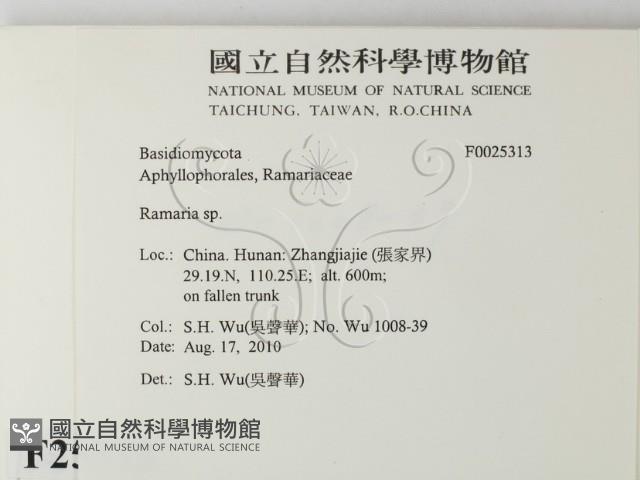 國立自然科學博物館
NATIONAL MUSEUM OF NATURAL SCIENCE
TAICHUNG, TAIWAN, R.O.CHINA
Basidiomycota F0025313
Aphyllophorales, Ramariaceae
Ramaria sp.
Loc.: China. Hunan: Zhangjiajie (張家界)
29.19.N, 110.25.E; alt. 600m;
on fallen trunk
Col.: S.H. Wu(吳聲華); No. Wu 1008-39
Date: Aug. 17, 2010
Det.: S.H. Wu(吳聲華)
國立自然科學博物館
NATIONAL MUSEUM OF NATURAL SCIENCE